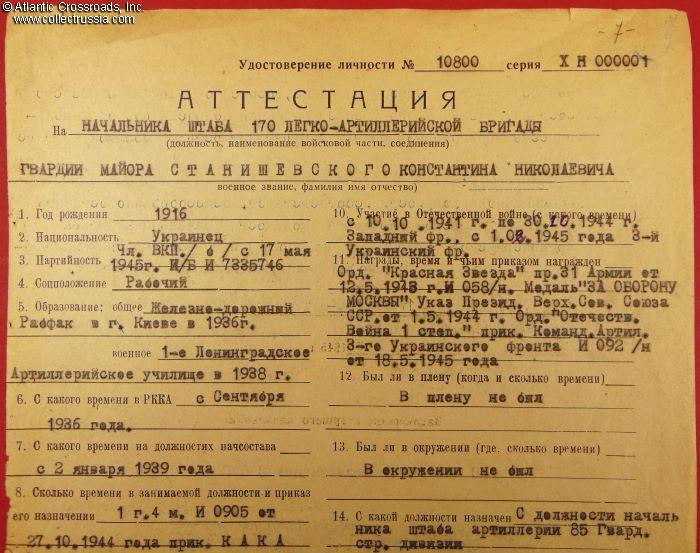 © Atlantic Crossroads, Inc.
www.collectrussia.com
-7-
Удостоверение личности № 10800 серия ХН 000001
АТТЕСТАЦИЯ
На НАЧАЛЬНИКА ШТАБА 170 ЛЕГКО-АРТИЛЛЕРИЙСКОЙ БРИГАДЫ
(должность, наименование войсковой части, соединения)
ГВАРДИИ МАЙОРА СТАНИШЕВСКОГО КОНСТАНТИНА НИКОЛАЕВИЧА
военное звание, фамилия имя отчество)
1. Год рождения 1916
2. Национальность Украинец
Чл. ВКП/б/ с 17 мая
3. Партийность 1945г. И/Б И 7335746
4. Соцположение Рабочий
5. Образование: общее Железно-дорожный
Рабфак в г. Киеве в 1936г.
военное 1-е Ленинградское
Артиллерийское училище в 1938 г.
6. С какого времени в РККА с Сентября
1936 года.
7. С какого времени на должностях начсостава
с 2 января 1939 года
8. Сколько времени в занимаемой должности и приказ
его назначении 1 г.4 м. И 0905 от
27.10.1944 года прик. КАКА
10. Участие в Отечественной войне (с какого времени)
с 10.10.1941 г. по 30.10.1944 г.
Западный фр., с 1.03.1945 года 3-й
Украинский фр.
11. Награды, время и чьим приказом награжден
Орд. "Красная Звезда" пр.31 Армии от
12.5.1943 г.И 058/н. Медаль"ЗА ОБОРОНУ
МОСКВЫ" Указ Презид. Верх.Сов. Союза
ССР.от 1.5.1944 г. Орд."Отечеств.
Война 1 степ." прик. Команд.Артил.
3-го Украинского фронта И 092/н
от 18.5.1945 года
12. Был ли в плену (когда и сколько времени)
В плену не был
13. Был ли в окружении (где, сколько времени)
В окружении не был
14. С какой должности назначен С должности началь
ника штаба артиллерии 85 Гвард.
стр. дивизии